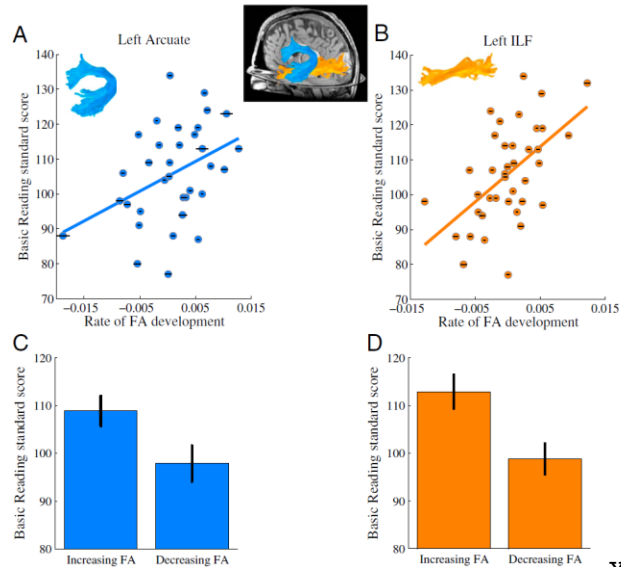 A
Left Arcuate
B
Left ILF
Basic Reading standard score
140
130
120
110
100
90
80
70
−0.015
−0.005
0.005
0.015
Rate of FA development
Basic Reading standard score
140
130
120
110
100
90
80
70
−0.015
−0.005
0.005
0.015
Rate of FA development
C
Basic Reading standard score
120
110
100
90
80
Increasing FA
Decreasing FA
D
Basic Reading standard score
120
110
100
90
80
Increasing FA
Decreasing FA